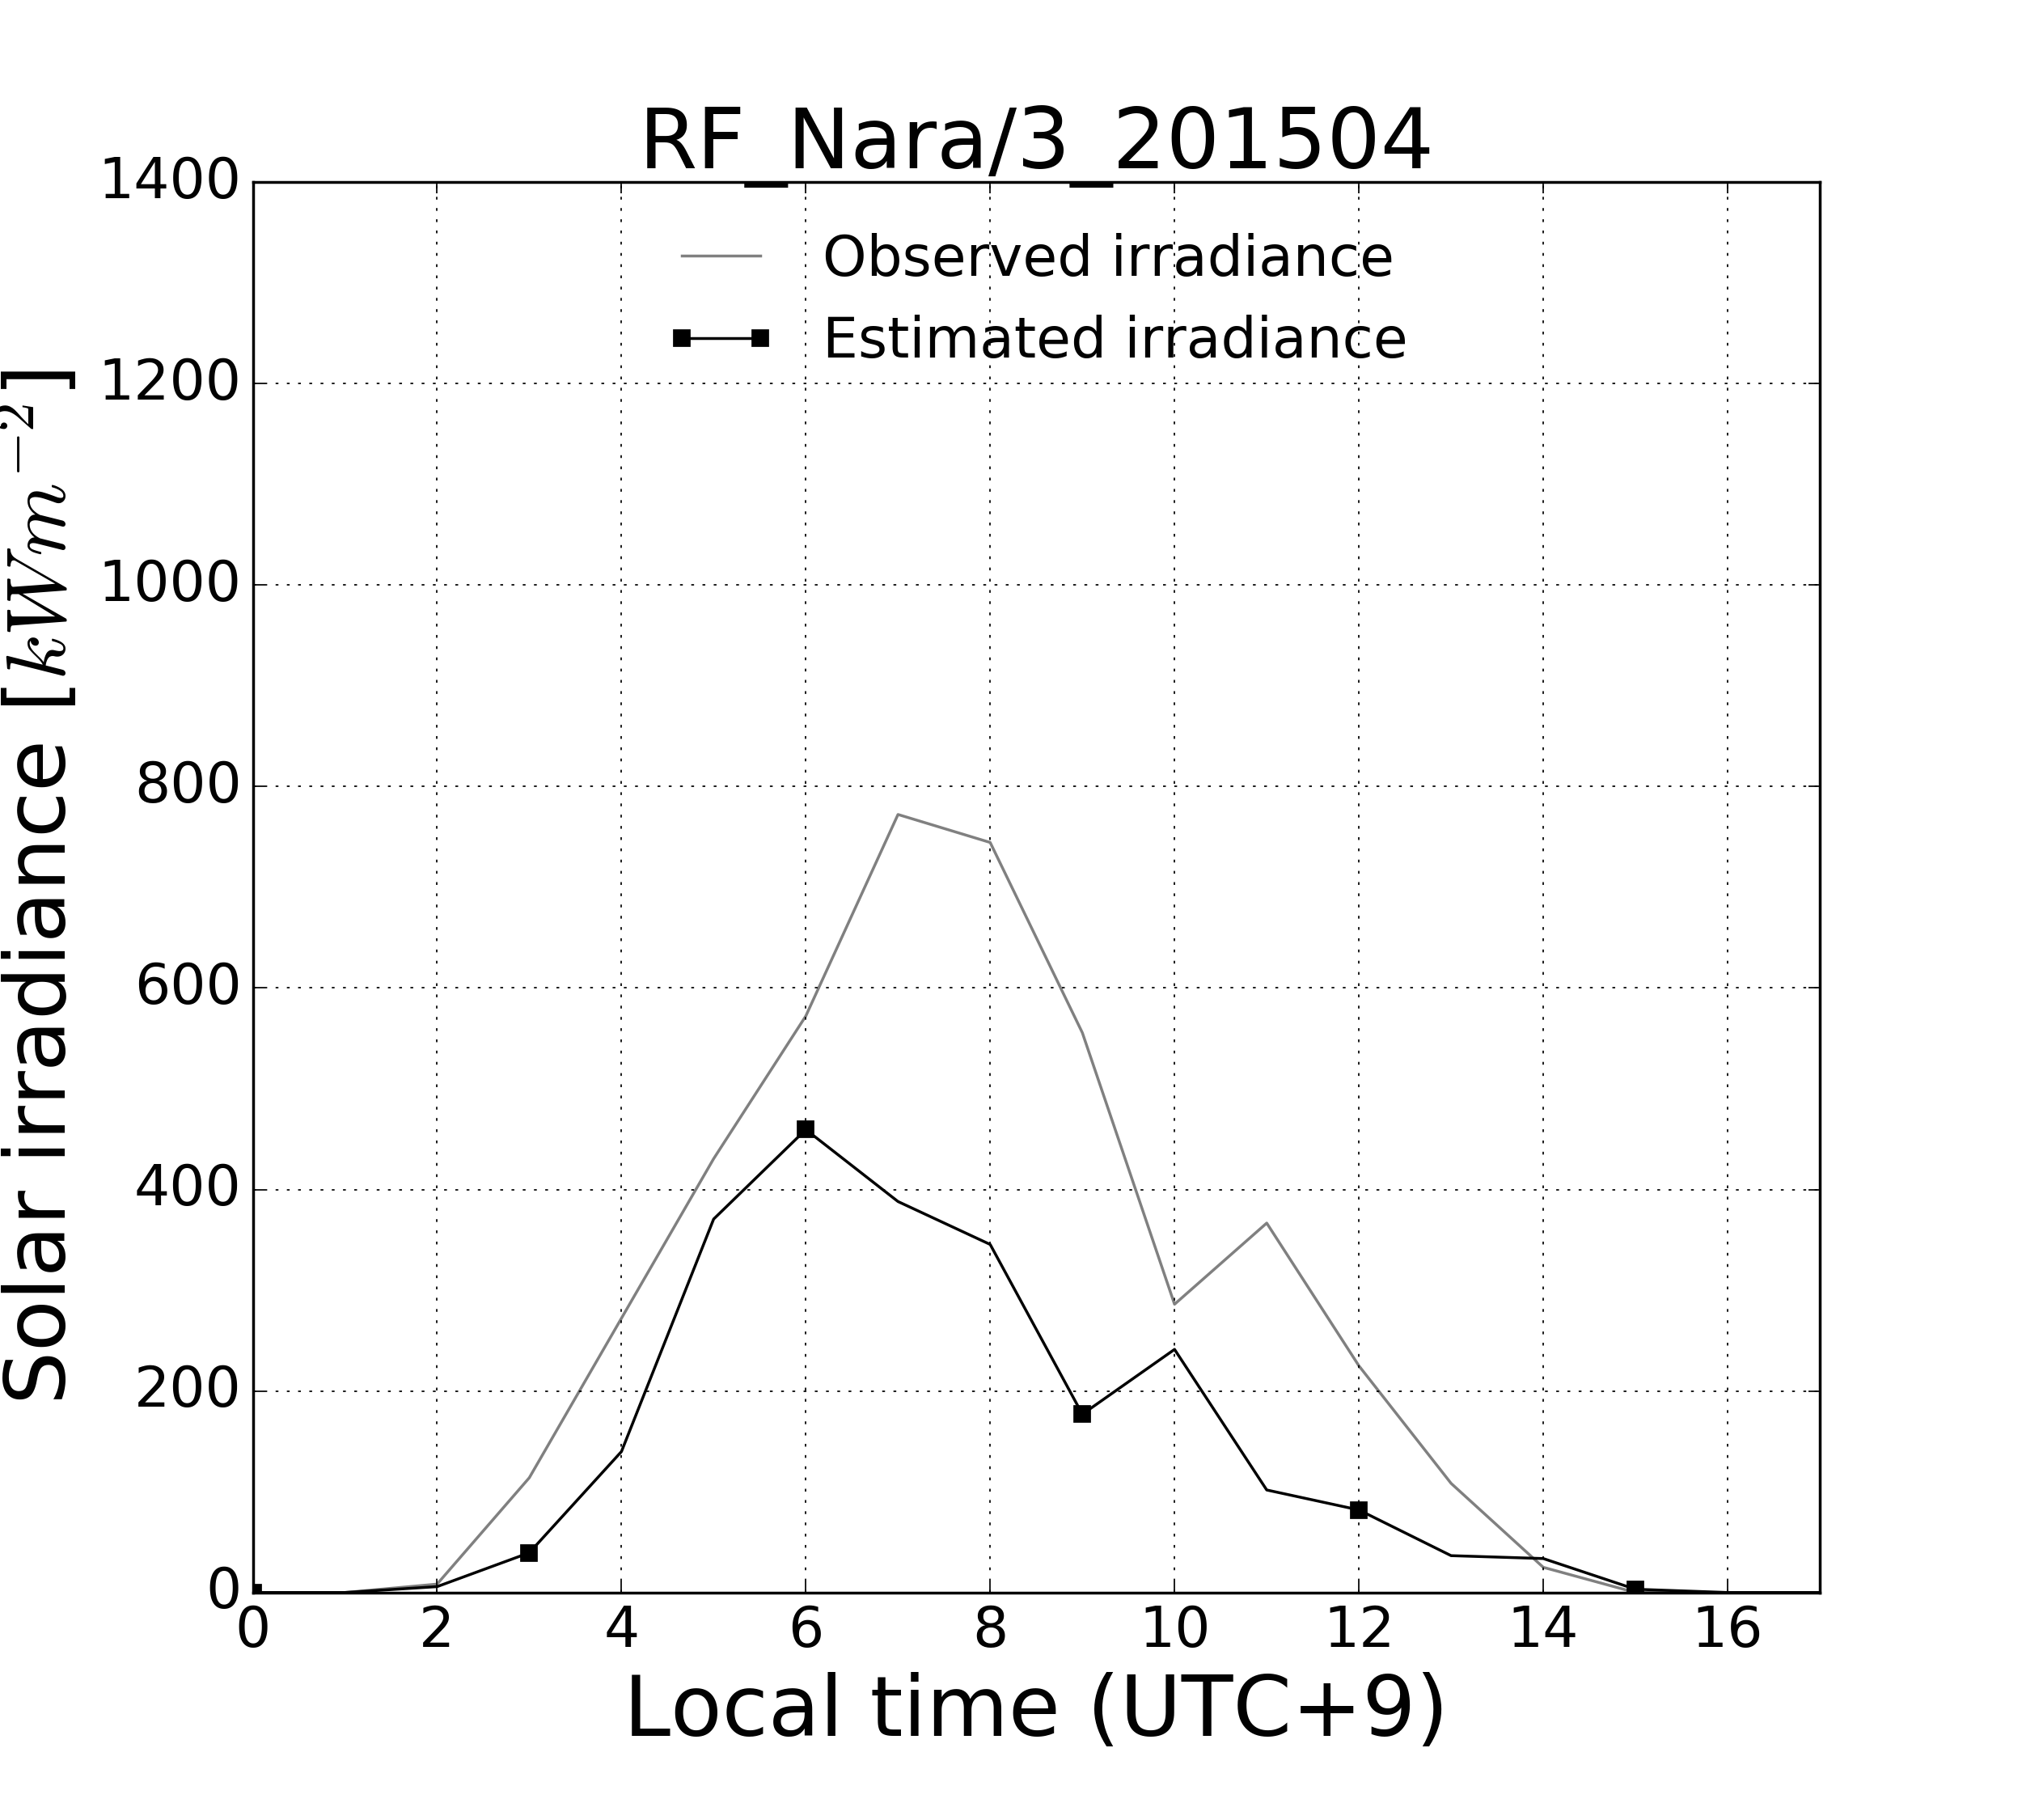 RF_Nara/3_201504
Observed irradiance
Estimated irradiance
Solar irradiance [kWm⁻²]
1400
1200
1000
800
600
400
200
0
0 2 4 6 8 10 12 14 16
Local time (UTC+9)